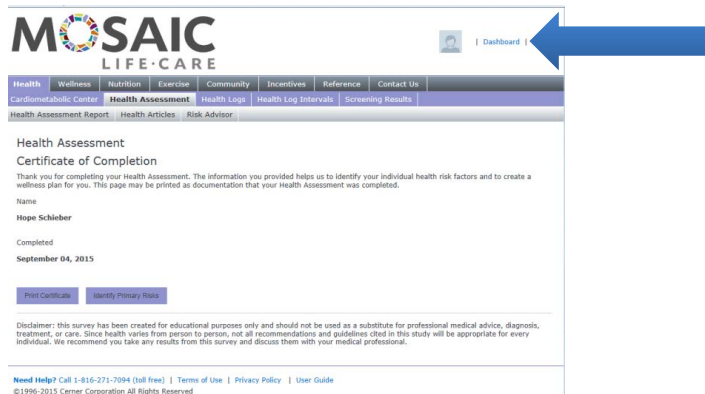 MOSAIC
LIFE·CARE
| Dashboard |
Health Wellness Nutrition Exercise Community Incentives Reference Contact Us
Cardiometabolic Center Health Assessment Health Logs Health Log Intervals Screening Results
Health Assessment Report Health Articles Risk Advisor
Health Assessment
Certificate of Completion
Thank you for completing your Health Assessment. The information you provided helps us to identify your individual health risk factors and to create a
wellness plan for you. This page may be printed as documentation that your Health Assessment was completed.
Name
Hope Schieber
Completed
September 04, 2015
Print Certificate Identify Primary Risks
Disclaimer: this survey has been created for educational purposes only and should not be used as a substitute for professional medical advice, diagnosis,
treatment, or care. Since health varies from person to person, not all recommendations and guidelines cited in this study will be appropriate for every
individual. We recommend you take any results from this survey and discuss them with your medical professional.
Need Help? Call 1-816-271-7094 (toll free) | Terms of Use | Privacy Policy | User Guide
©1996-2015 Cerner Corporation All Rights Reserved